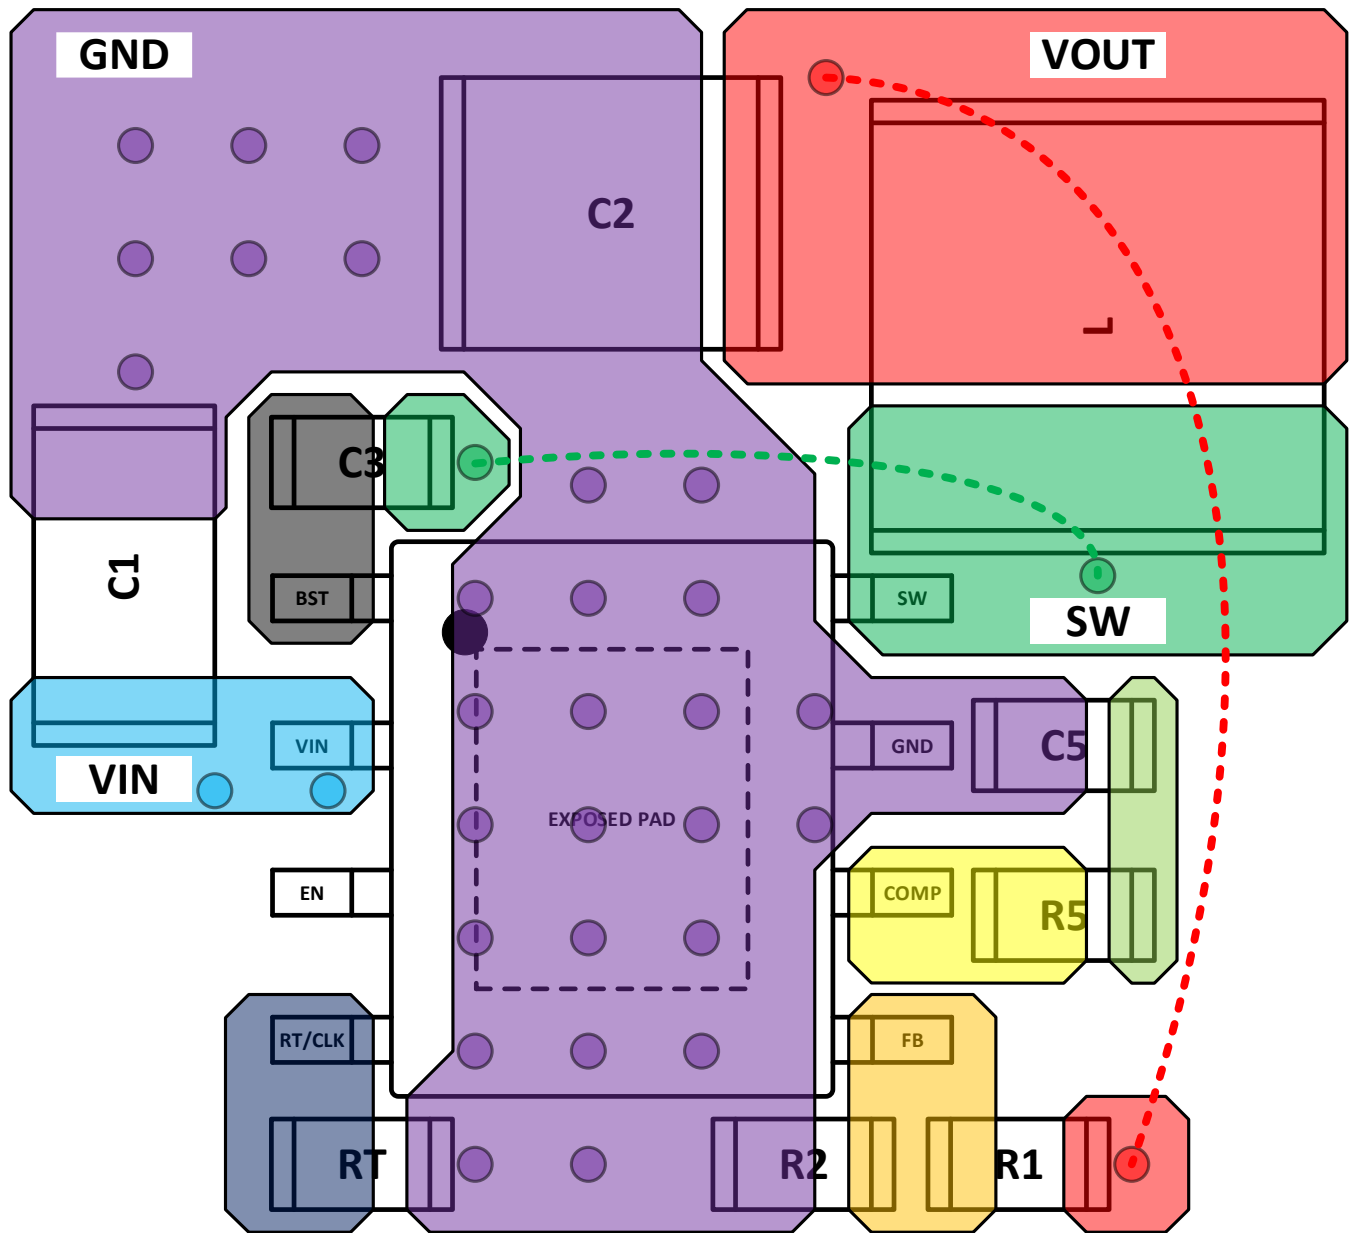 GND
VOUT
C2
L
C3
C1
BST
SW
SW
VIN
GND
C5
VIN
EXPOSED PAD
EN
COMP
R5
RT/CLK
FB
RT
R2
R1